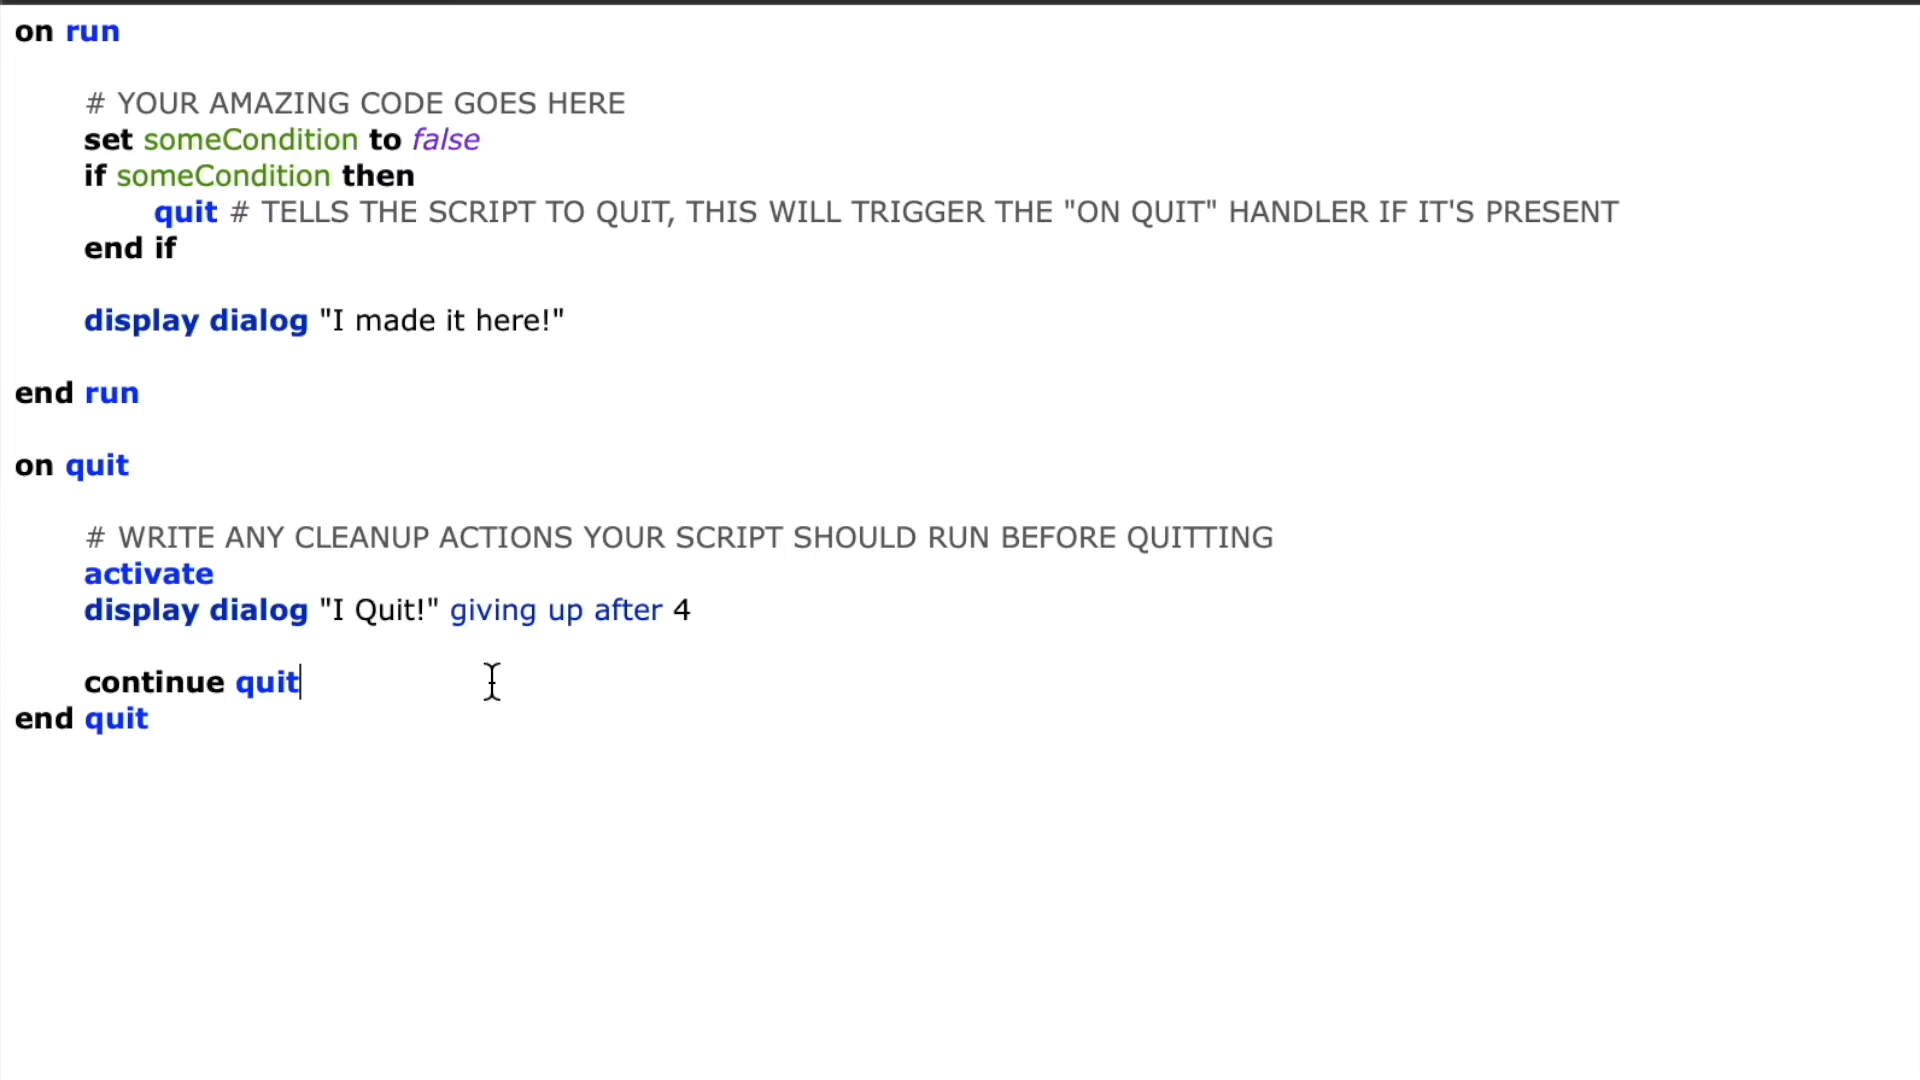 on run
# YOUR AMAZING CODE GOES HERE
set someCondition to false
if someCondition then
quit # TELLS THE SCRIPT TO QUIT, THIS WILL TRIGGER THE "ON QUIT" HANDLER IF IT'S PRESENT
end if
display dialog "I made it here!"
end run
on quit
# WRITE ANY CLEANUP ACTIONS YOUR SCRIPT SHOULD RUN BEFORE QUITTING
activate
display dialog "I Quit!" giving up after 4
continue quit
end quit